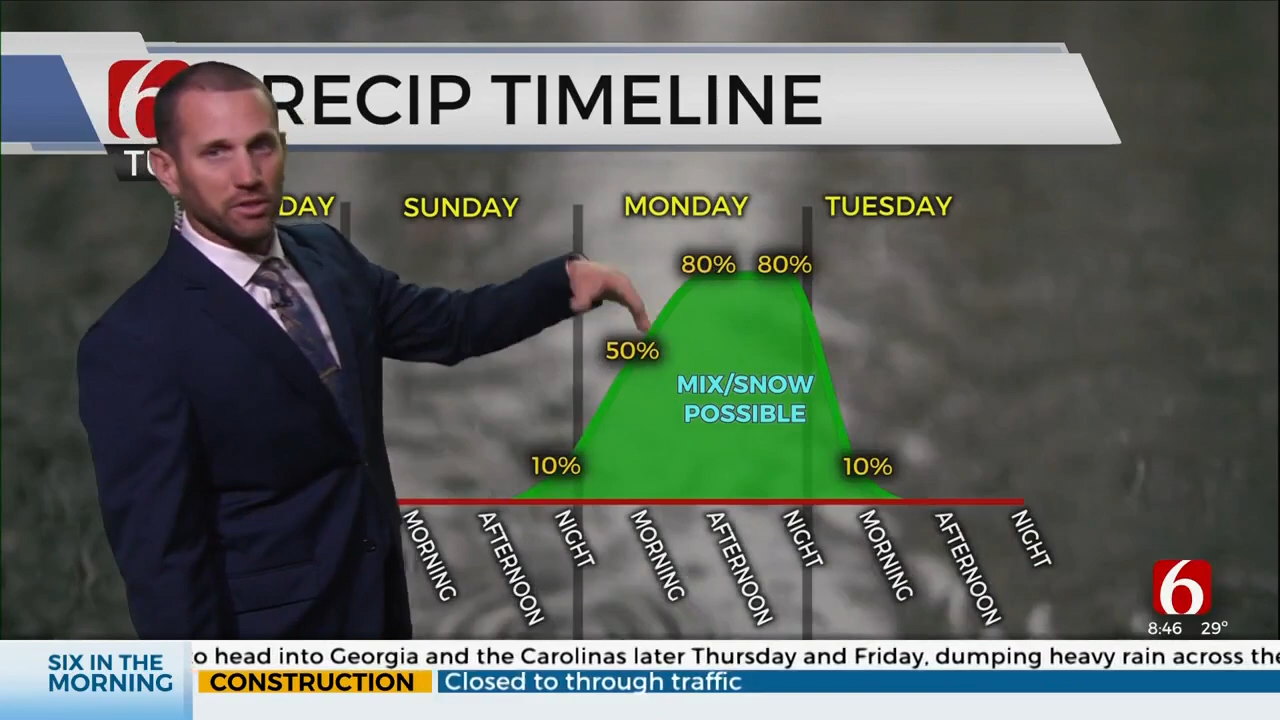 6 RECIP TIMELINE
TU
DAY SUNDAY MONDAY TUESDAY
80% 80%
50%
MIX/SNOW
POSSIBLE
10% 10%
MORNING AFTERNOON NIGHT MORNING AFTERNOON NIGHT MORNING AFTERNOON NIGHT
6
8:46 29°
o head into Georgia and the Carolinas later Thursday and Friday, dumping heavy rain across the
SIX IN THE
MORNING
CONSTRUCTION Closed to through traffic